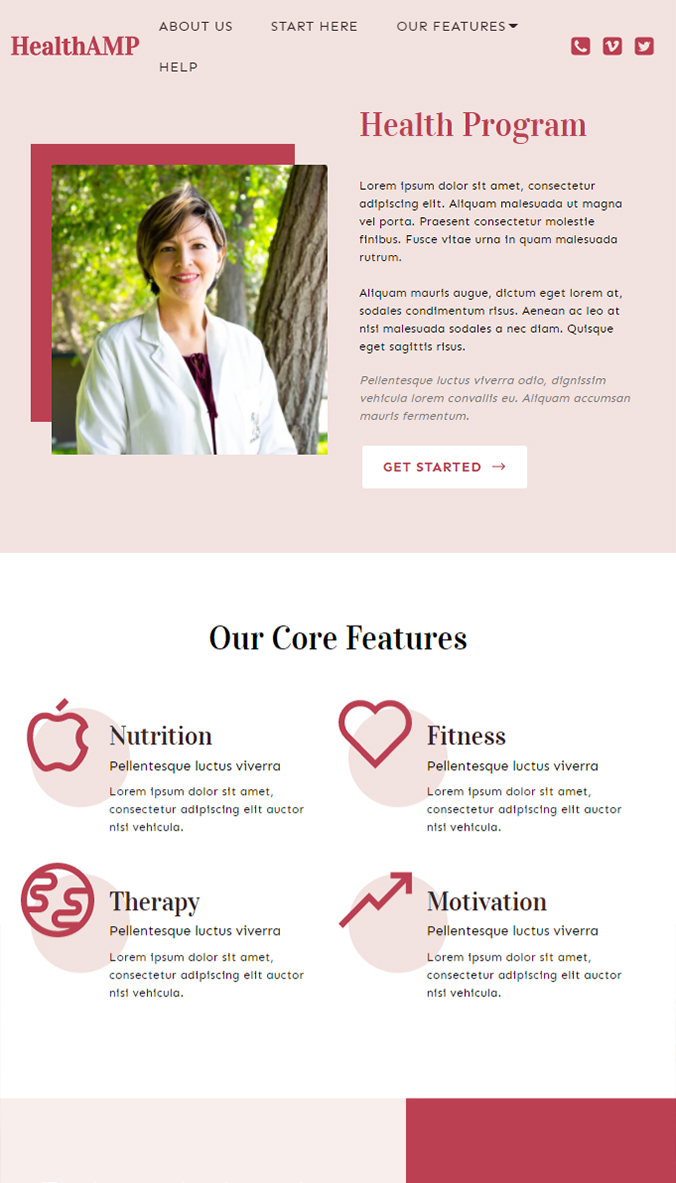 HealthAMP
ABOUT US
START HERE
OUR FEATURES
HELP
Health Program
Lorem ipsum dolor sit amet, consectetur
adipiscing elit. Aliquam malesuada ut magna
vel porta. Praesent consectetur molestie
finibus. Fusce vitae urna in quam malesuada
rutrum.
Aliquam mauris augue, dictum eget lorem at,
sodales condimentum risus. Aenean ac leo at
nisi malesuada sodales a nec diam. Quisque
eget sagittis risus.
Pellentesque luctus viverra odio, dignissim
vehicula lorem convallis eu. Aliquam accumsan
mauris fermentum.
GET STARTED →
Our Core Features
Nutrition
Pellentesque luctus viverra
Lorem ipsum dolor sit amet,
consectetur adipiscing elit auctor
nisi vehicula.
Fitness
Pellentesque luctus viverra
Lorem ipsum dolor sit amet,
consectetur adipiscing elit auctor
nisi vehicula.
Therapy
Pellentesque luctus viverra
Lorem ipsum dolor sit amet,
consectetur adipiscing elit auctor
nisi vehicula.
Motivation
Pellentesque luctus viverra
Lorem ipsum dolor sit amet,
consectetur adipiscing elit auctor
nisi vehicula.